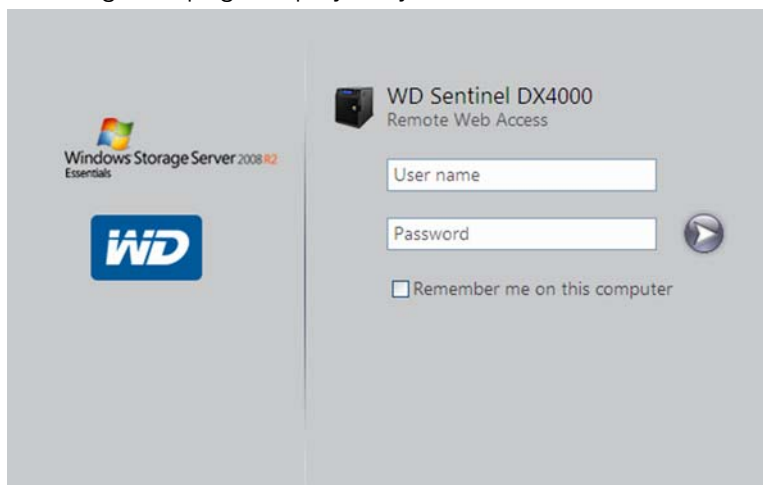 Windows Storage Server 2008 R2
Essentials
WD
WD Sentinel DX4000
Remote Web Access
User name
Password
Remember me on this computer